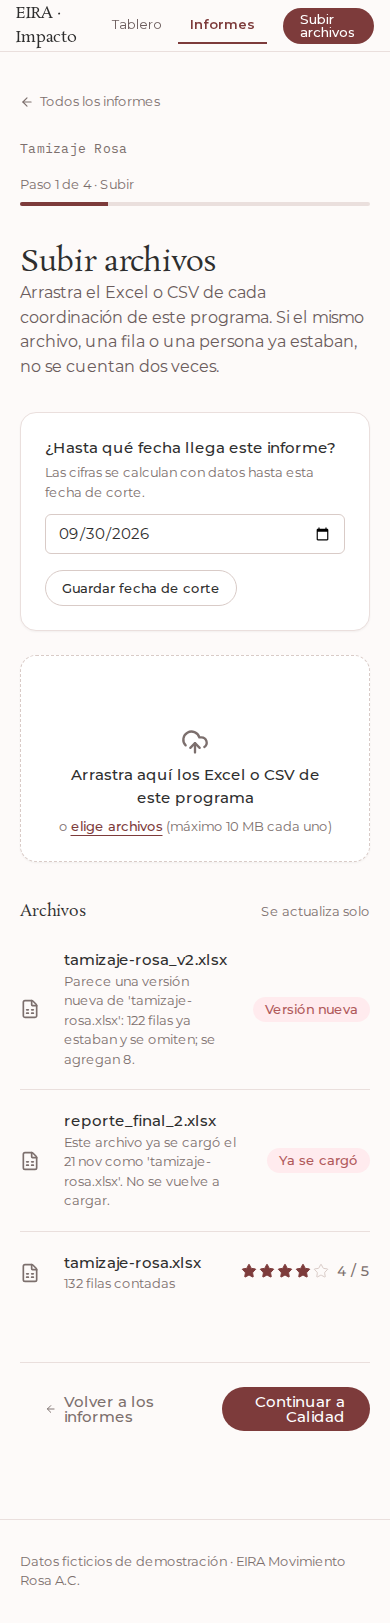 EIRA ·
Impacto
Tablero
Informes
Subir
archivos
Todos los informes
Tamizaje Rosa
Paso 1 de 4 · Subir
Subir archivos
Arrastra el Excel o CSV de cada
coordinación de este programa. Si el mismo
archivo, una fila o una persona ya estaban,
no se cuentan dos veces.
¿Hasta qué fecha llega este informe?
Las cifras se calculan con datos hasta esta
fecha de corte.
09/30/2026
Guardar fecha de corte
Arrastra aquí los Excel o CSV de
este programa
o elige archivos (máximo 10 MB cada uno)
Archivos
Se actualiza solo
tamizaje-rosa_v2.xlsx
Parece una versión
nueva de 'tamizaje-
rosa.xlsx': 122 filas ya
estaban y se omiten; se
agregan 8.
Versión nueva
reporte_final_2.xlsx
Este archivo ya se cargó el
21 nov como 'tamizaje-
rosa.xlsx'. No se vuelve a
cargar.
Ya se cargó
tamizaje-rosa.xlsx
132 filas contadas
4 / 5
Volver a los
informes
Continuar a
Calidad
Datos ficticios de demostración · EIRA Movimiento
Rosa A.C.